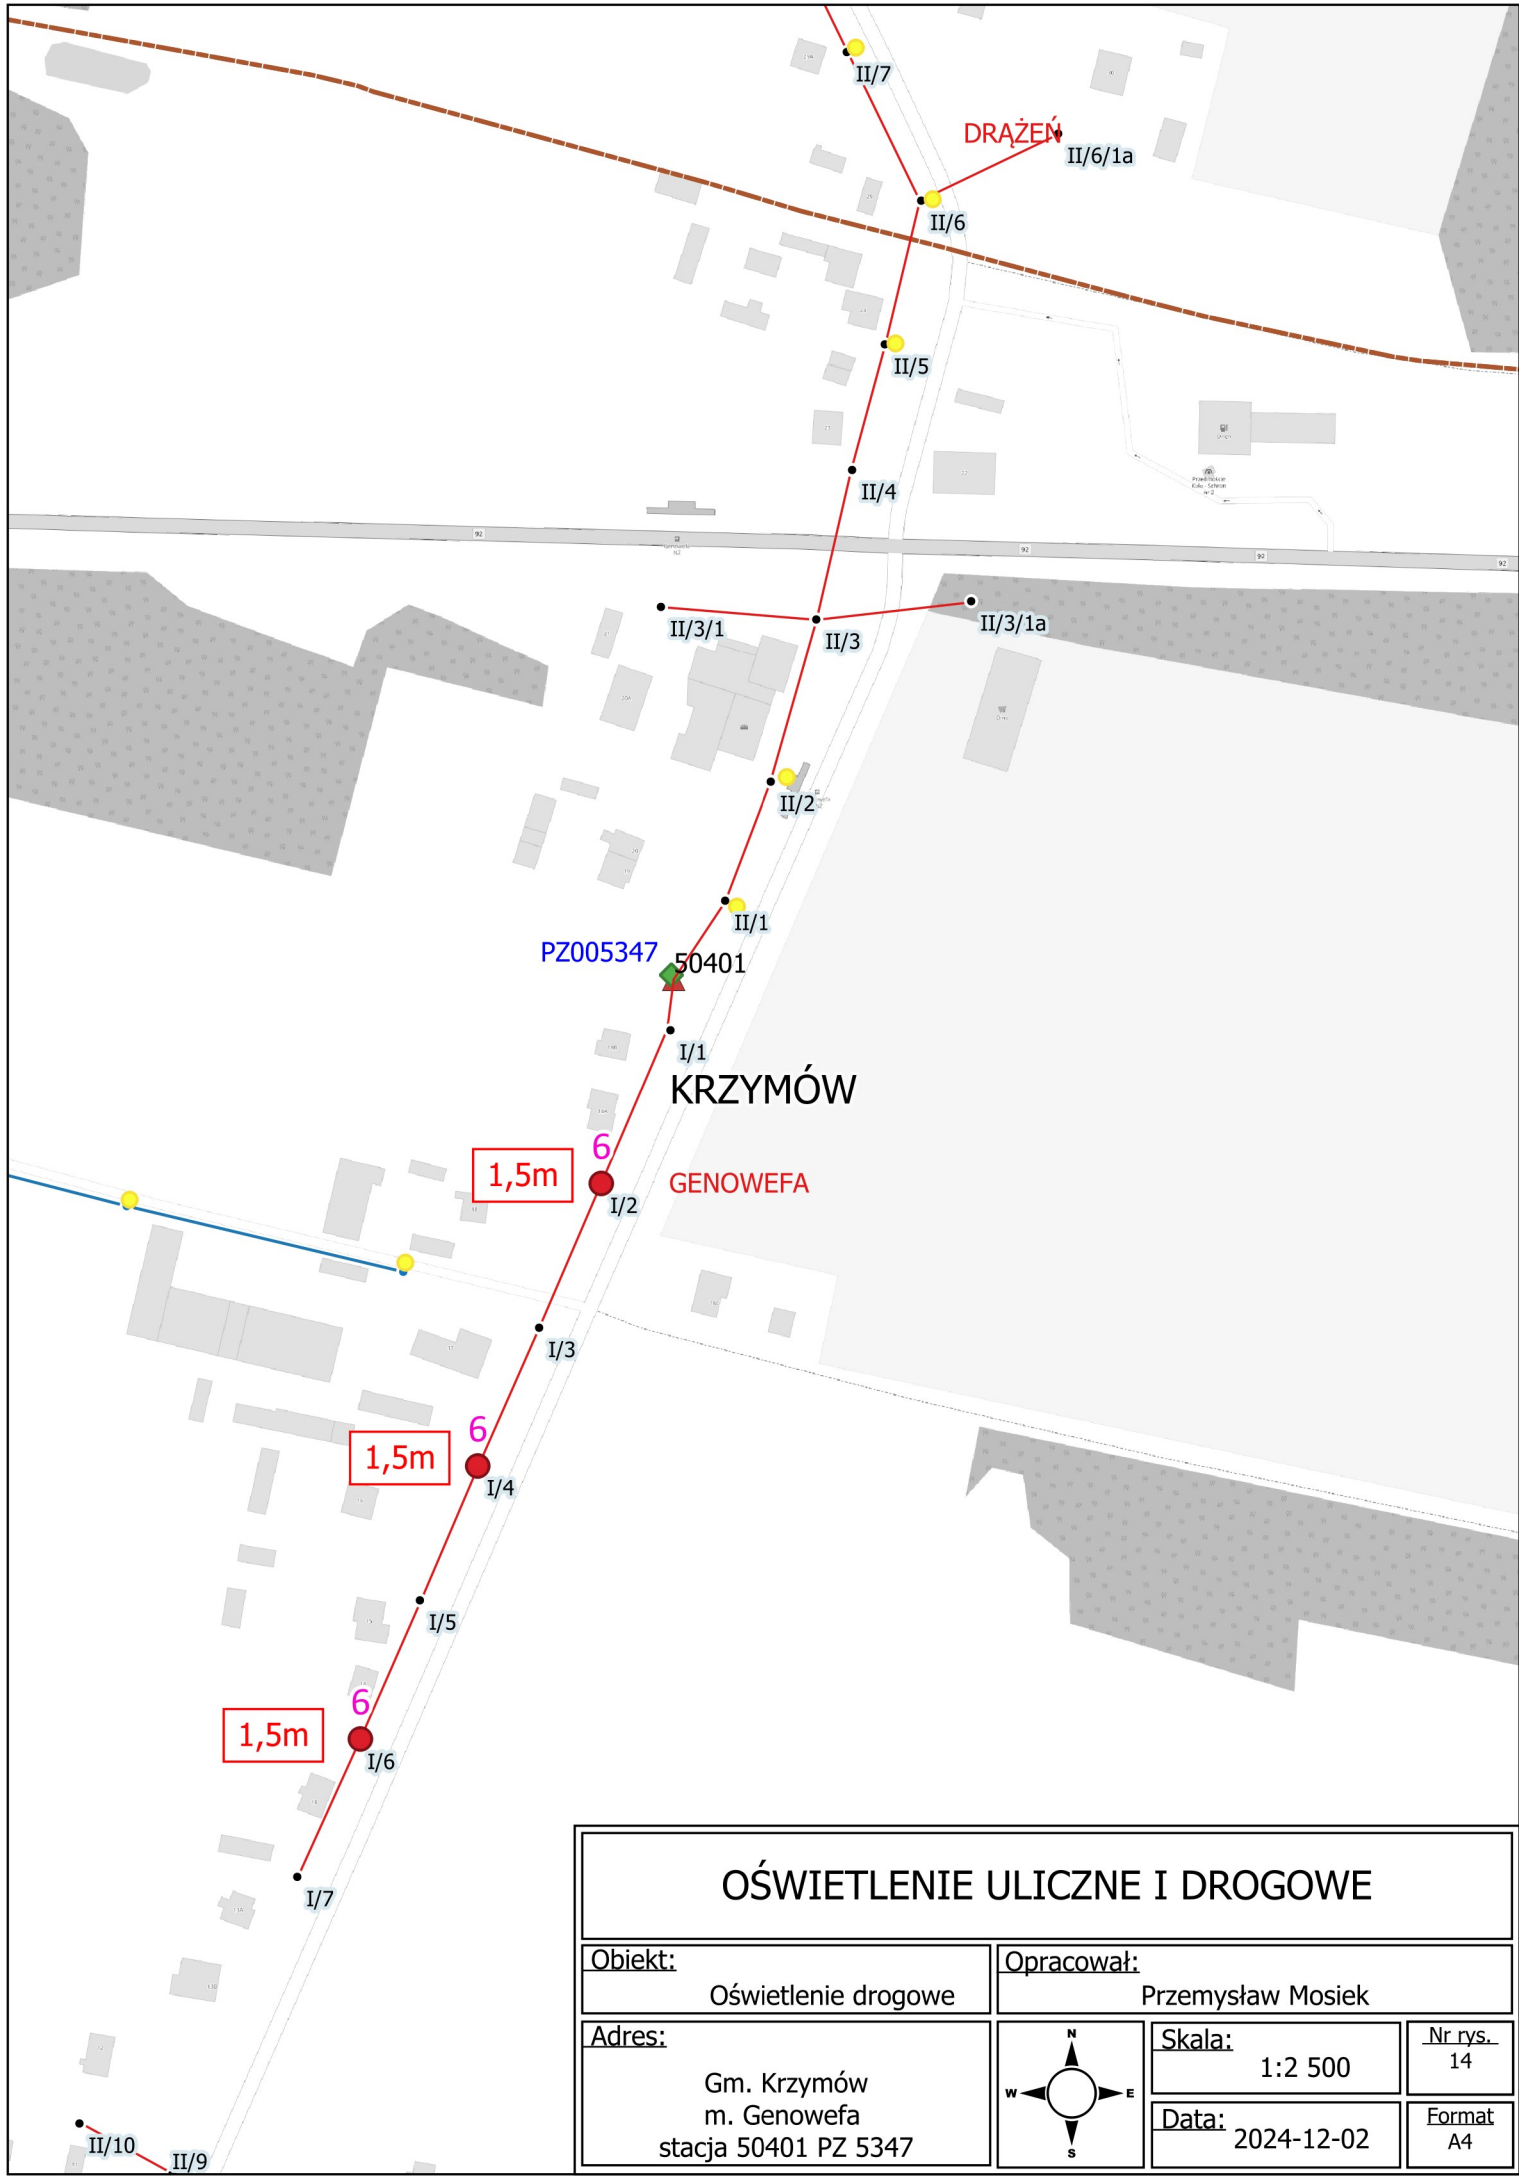 II/7
DRĄŻEŃ
II/6/1a
II/6
II/5
II/4
92
92
92
92
II/3/1
II/3
II/3/1a
II/2
II/1
PZ005347
50401
I/1
KRZYMÓW
6
1,5m
GENOWEFA
I/2
I/3
6
1,5m
I/4
I/5
6
1,5m
I/6
I/7
II/10
II/9
OŚWIETLENIE ULICZNE I DROGOWE
Obiekt:
Oświetlenie drogowe
Opracował:
Przemysław Mosiek
Adres:
Gm. Krzymów
m. Genowefa
stacja 50401 PZ 5347
N
W
E
S
Skala:
1:2 500
Nr rys.
14
Data:
2024-12-02
Format
A4